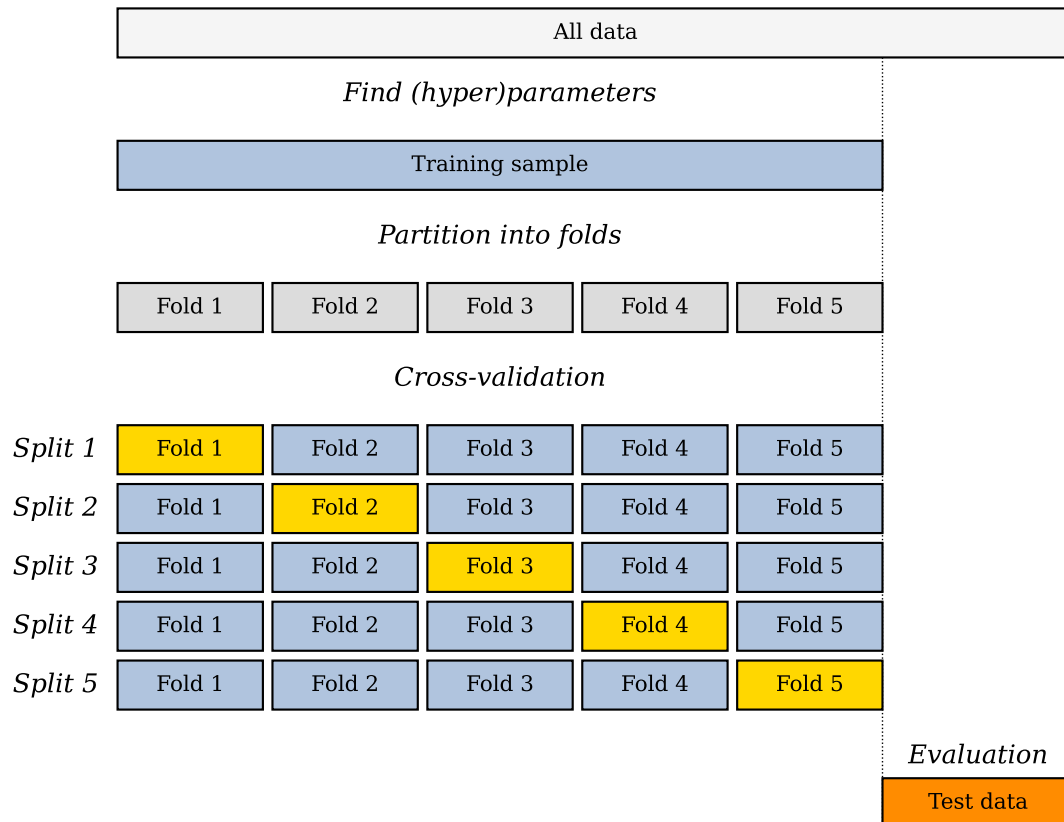 All data
Find (hyper)parameters
Training sample
Partition into folds
Fold 1 Fold 2 Fold 3 Fold 4 Fold 5
Cross-validation
Split 1 Fold 1 Fold 2 Fold 3 Fold 4 Fold 5
Split 2 Fold 1 Fold 2 Fold 3 Fold 4 Fold 5
Split 3 Fold 1 Fold 2 Fold 3 Fold 4 Fold 5
Split 4 Fold 1 Fold 2 Fold 3 Fold 4 Fold 5
Split 5 Fold 1 Fold 2 Fold 3 Fold 4 Fold 5
Evaluation
Test data